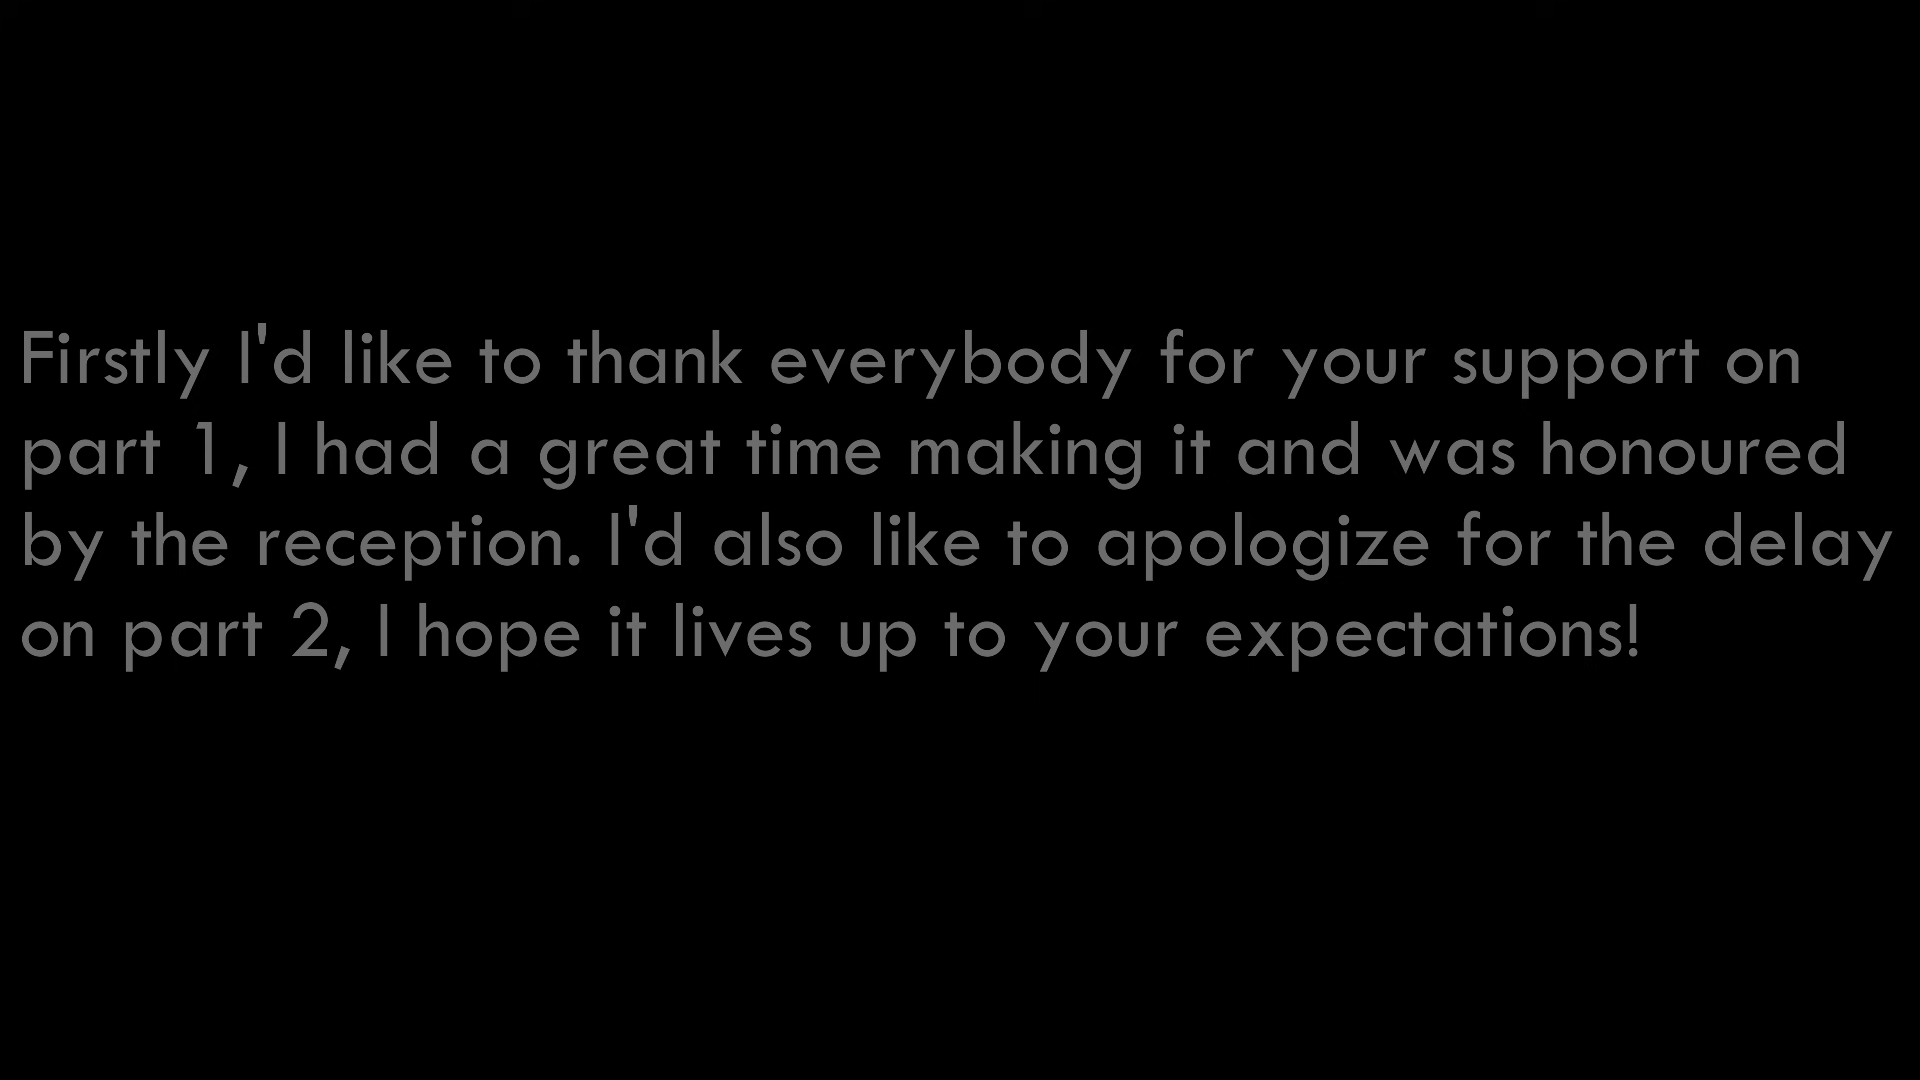 Firstly I'd like to thank everybody for your support on
part 1, I had a great time making it and was honoured
by the reception. I'd also like to apologize for the delay
on part 2, I hope it lives up to your expectations!